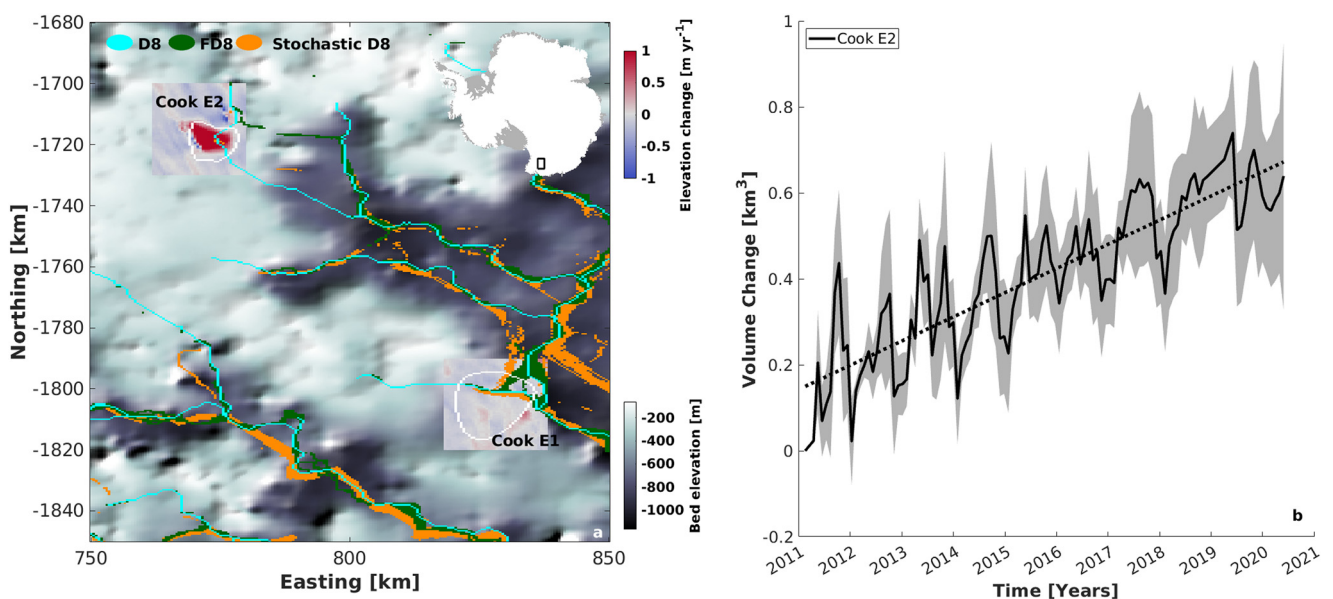 -1680
-1700
-1720
-1740
-1760
-1780
-1800
-1820
-1840
Northing [km]
750
800
850
Easting [km]
D8
FD8
Stochastic D8
Cook E2
Cook E1
a
1
0.5
0
-0.5
-1
Elevation change [m yr-1]
-200
-400
-600
-800
-1000
Bed elevation [m]
1
0.8
0.6
0.4
0.2
0
-0.2
Volume Change [km3]
Cook E2
b
2011
2012
2013
2014
2015
2016
2017
2018
2019
2020
2021
Time [Years]